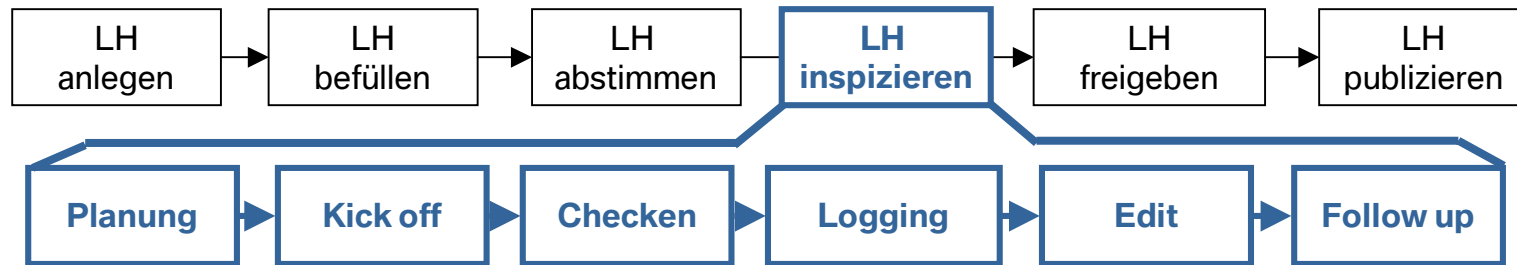 LH
anlegen
LH
befüllen
LH
abstimmen
LH
inspizieren
LH
freigeben
LH
publizieren
Planung
Kick off
Checken
Logging
Edit
Follow up